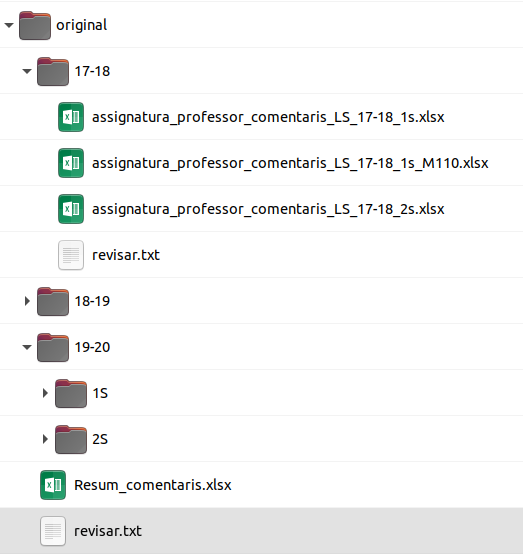 original
17-18
assignatura_professor_comentaris_LS_17-18_1s.xlsx
assignatura_professor_comentaris_LS_17-18_1s_M110.xlsx
assignatura_professor_comentaris_LS_17-18_2s.xlsx
revisar.txt
18-19
19-20
1S
2S
Resum_comentaris.xlsx
revisar.txt